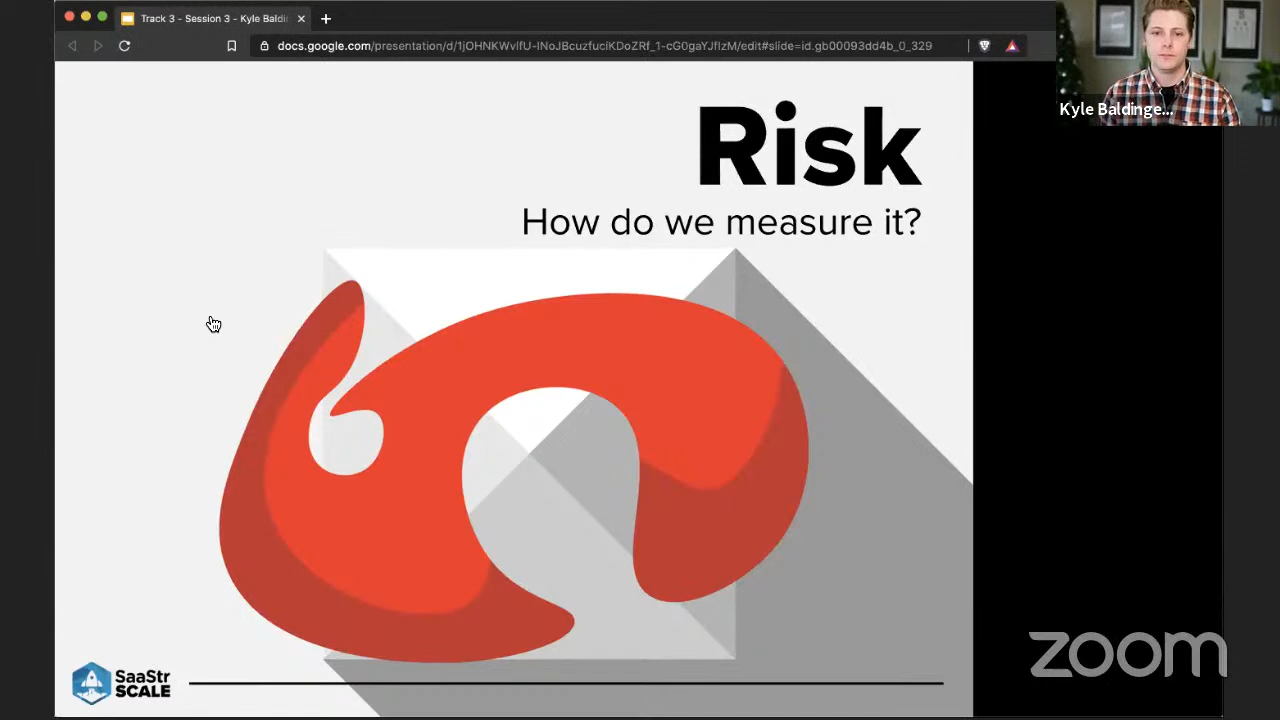 Track 3 - Session 3 - Kyle Baldi
docs.google.com/presentation/d/1jOHNKWvlfU-lNoJBcuzfuciKDoZRf_1-cG0gaYJfIzM/edit#slide=id.gb00093dd4b_0_329
Kyle Baldinge...
Risk
How do we measure it?
SaaStr
SCALE
zoom